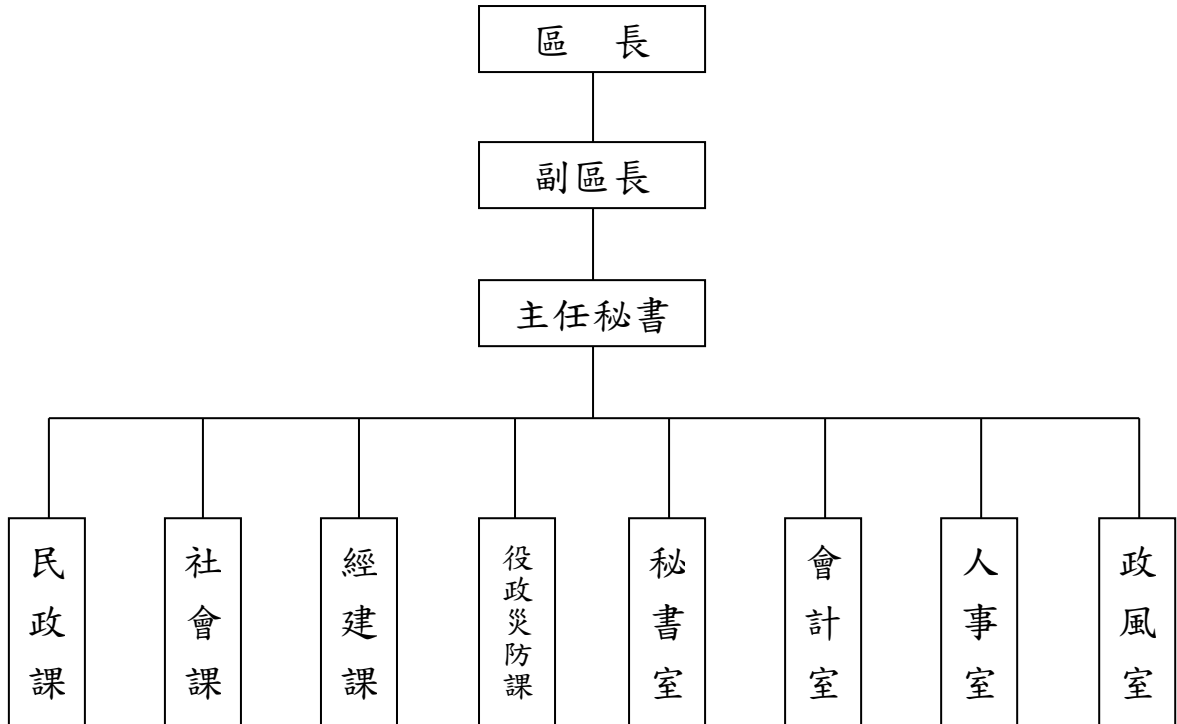 區 長
副區長
主任秘書
民政課
社會課
經建課
役政災防課
秘書室
會計室
人事室
政風室